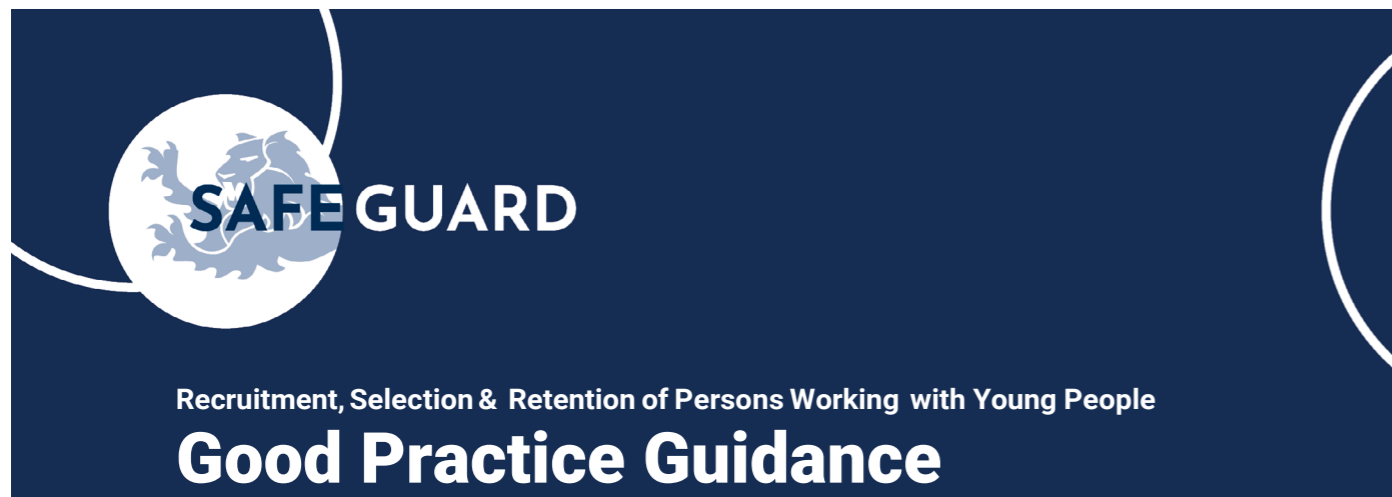 SAFEGUARD
Recruitment, Selection & Retention of Persons Working with Young People
Good Practice Guidance